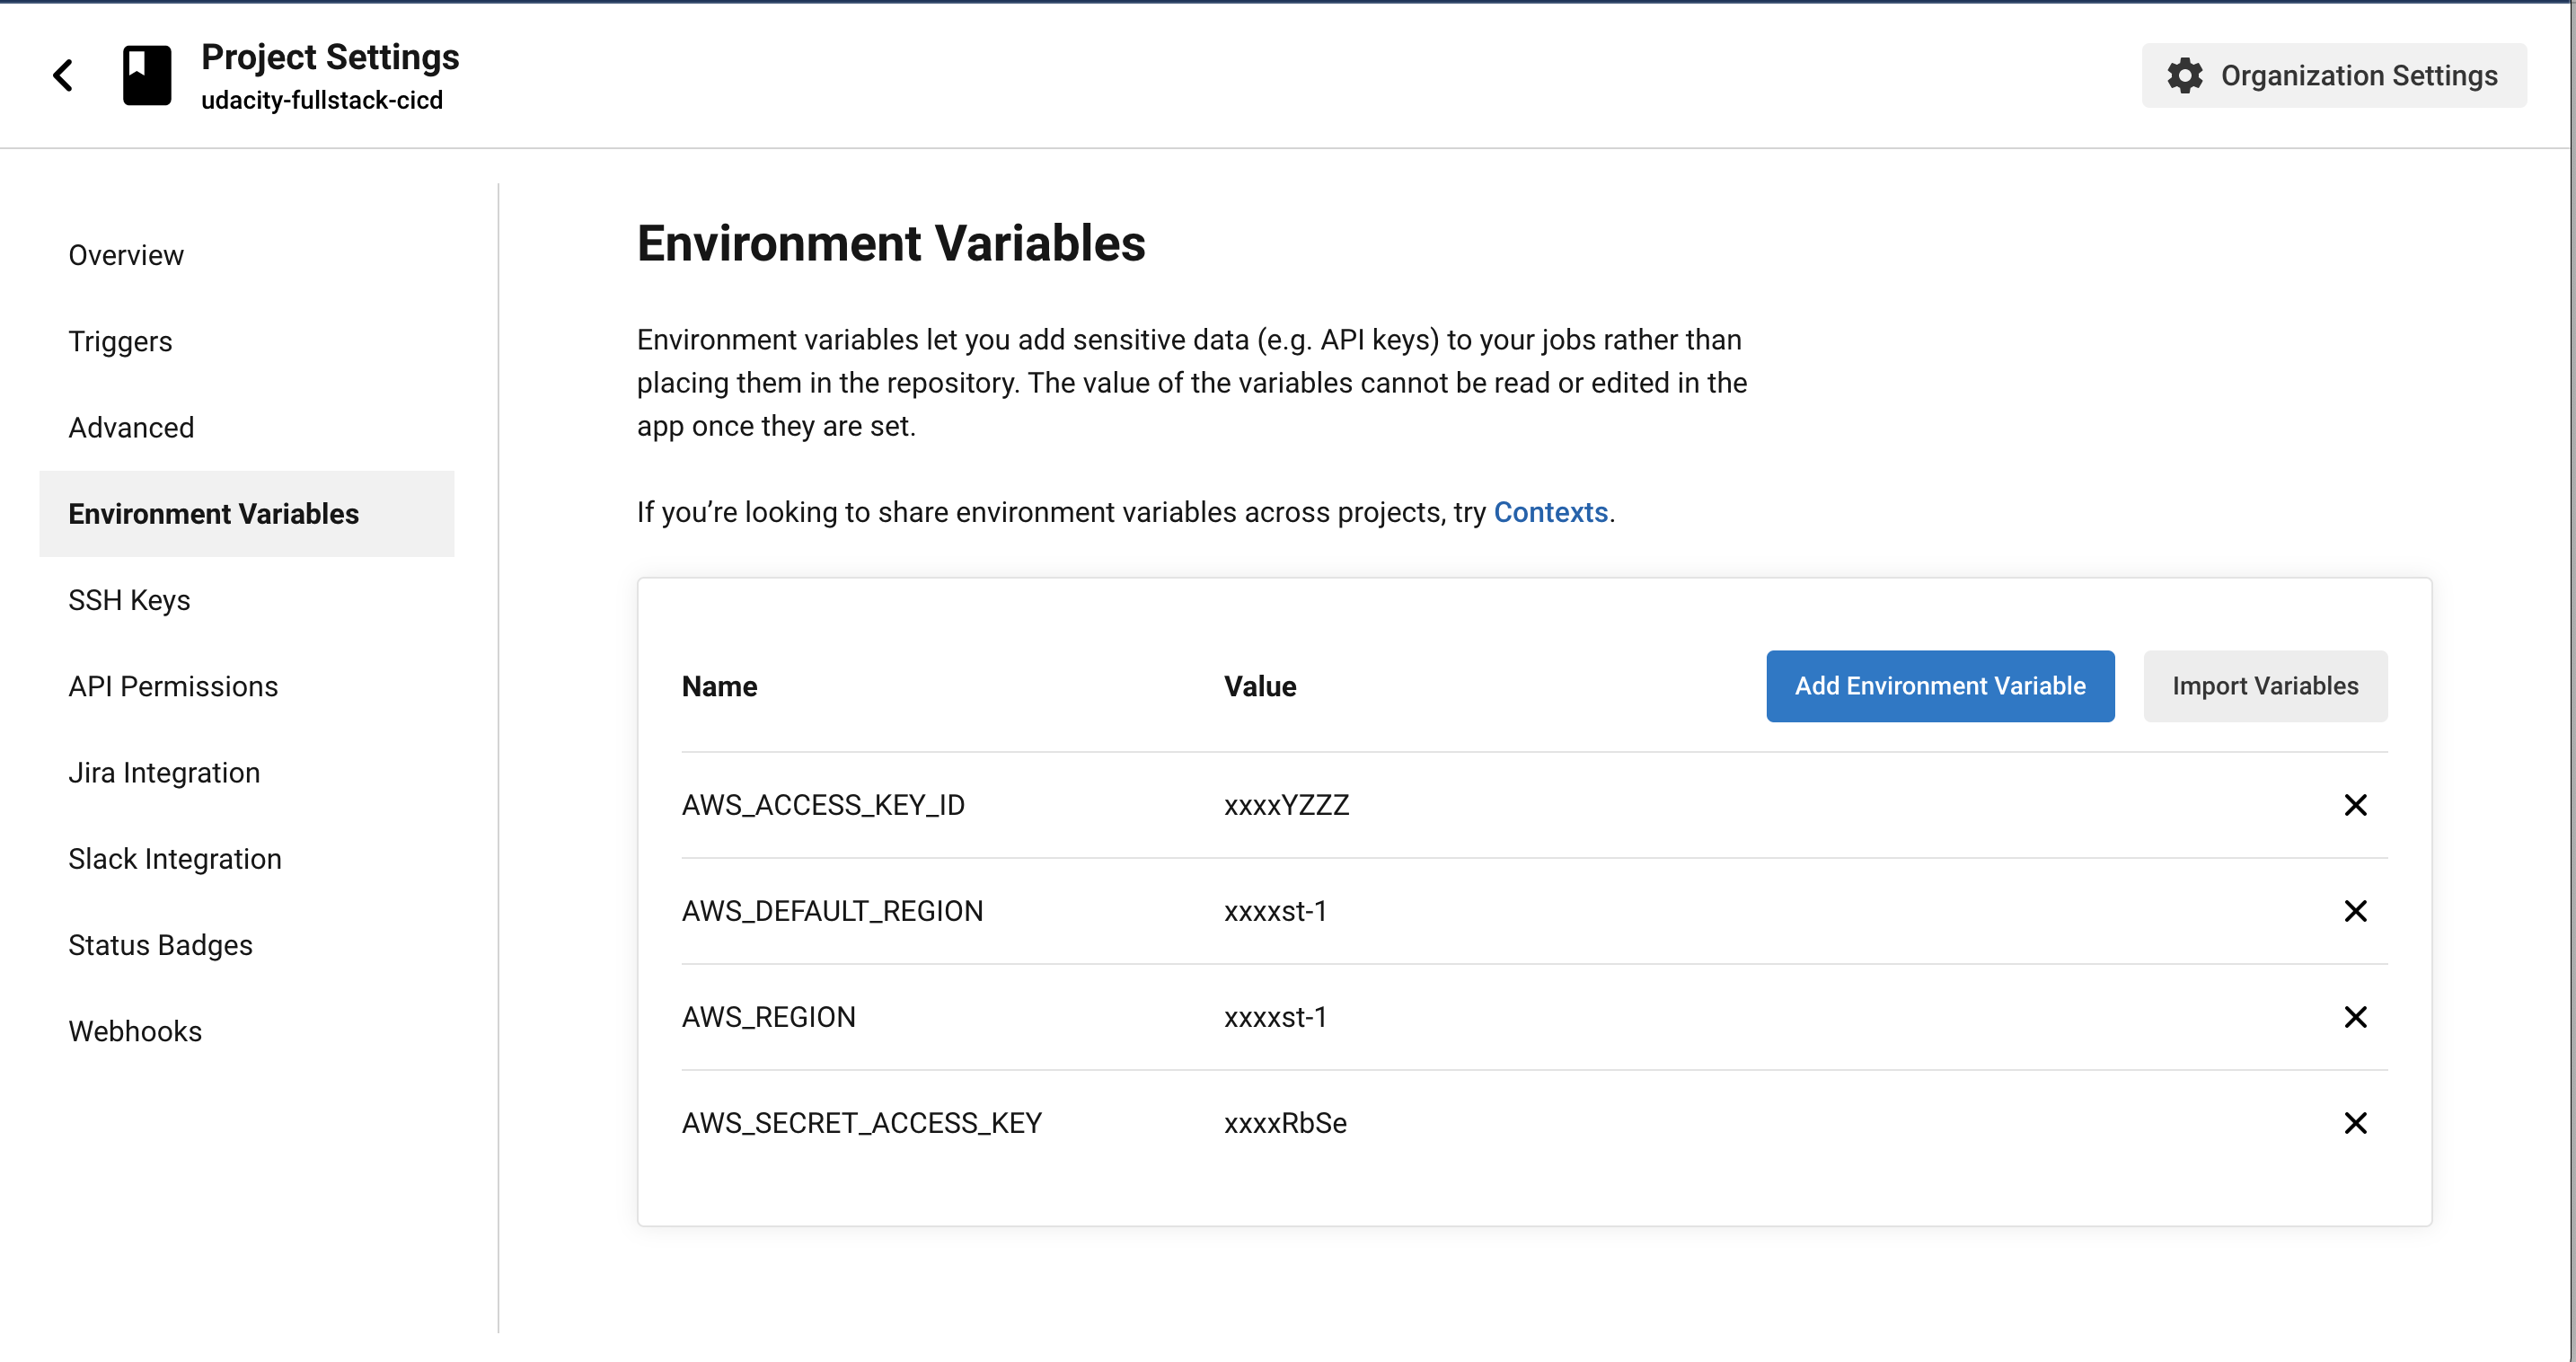 Project Settings
udacity-fullstack-cicd
Organization Settings
Overview
Triggers
Advanced
Environment Variables
SSH Keys
API Permissions
Jira Integration
Slack Integration
Status Badges
Webhooks
Environment Variables
Environment variables let you add sensitive data (e.g. API keys) to your jobs rather than
placing them in the repository. The value of the variables cannot be read or edited in the
app once they are set.
If you’re looking to share environment variables across projects, try Contexts.
Name Value Add Environment Variable Import Variables
AWS_ACCESS_KEY_ID xxxxYZZZ
AWS_DEFAULT_REGION xxxxst-1
AWS_REGION xxxxst-1
AWS_SECRET_ACCESS_KEY xxxxRbSe